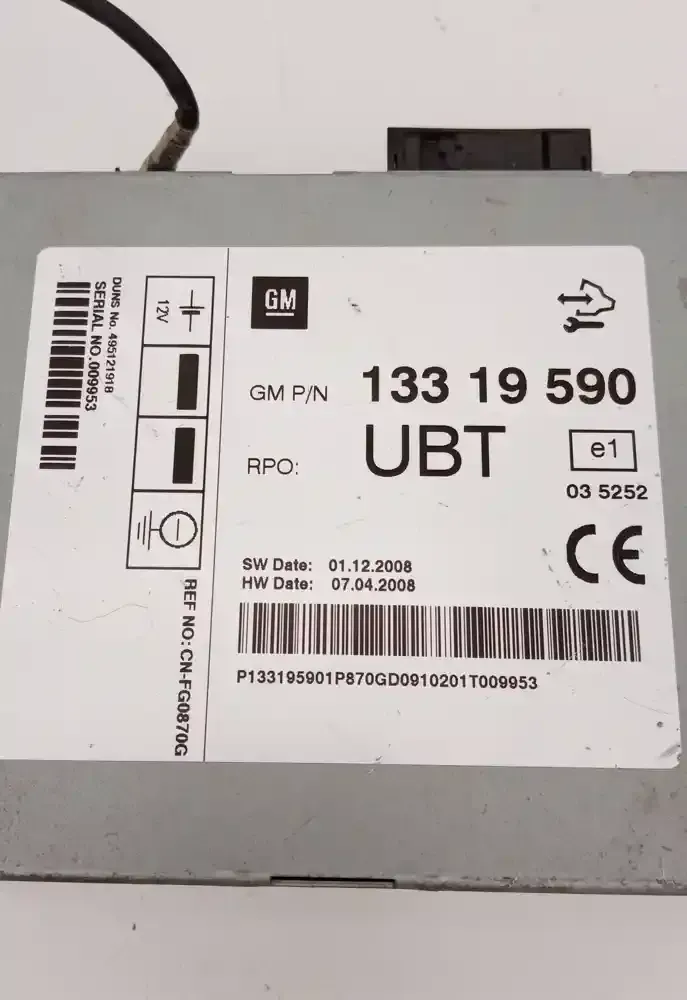 GM
GM P/N 133 19 590
RPO: UBT
e1
03 5252
CE
SW Date: 01.12.2008
HW Date: 07.04.2008
P133195901P870GD0910201T009953
12V
DUNS No. 495121918
SERIAL NO.009953
REF NO: CN-FG0870G